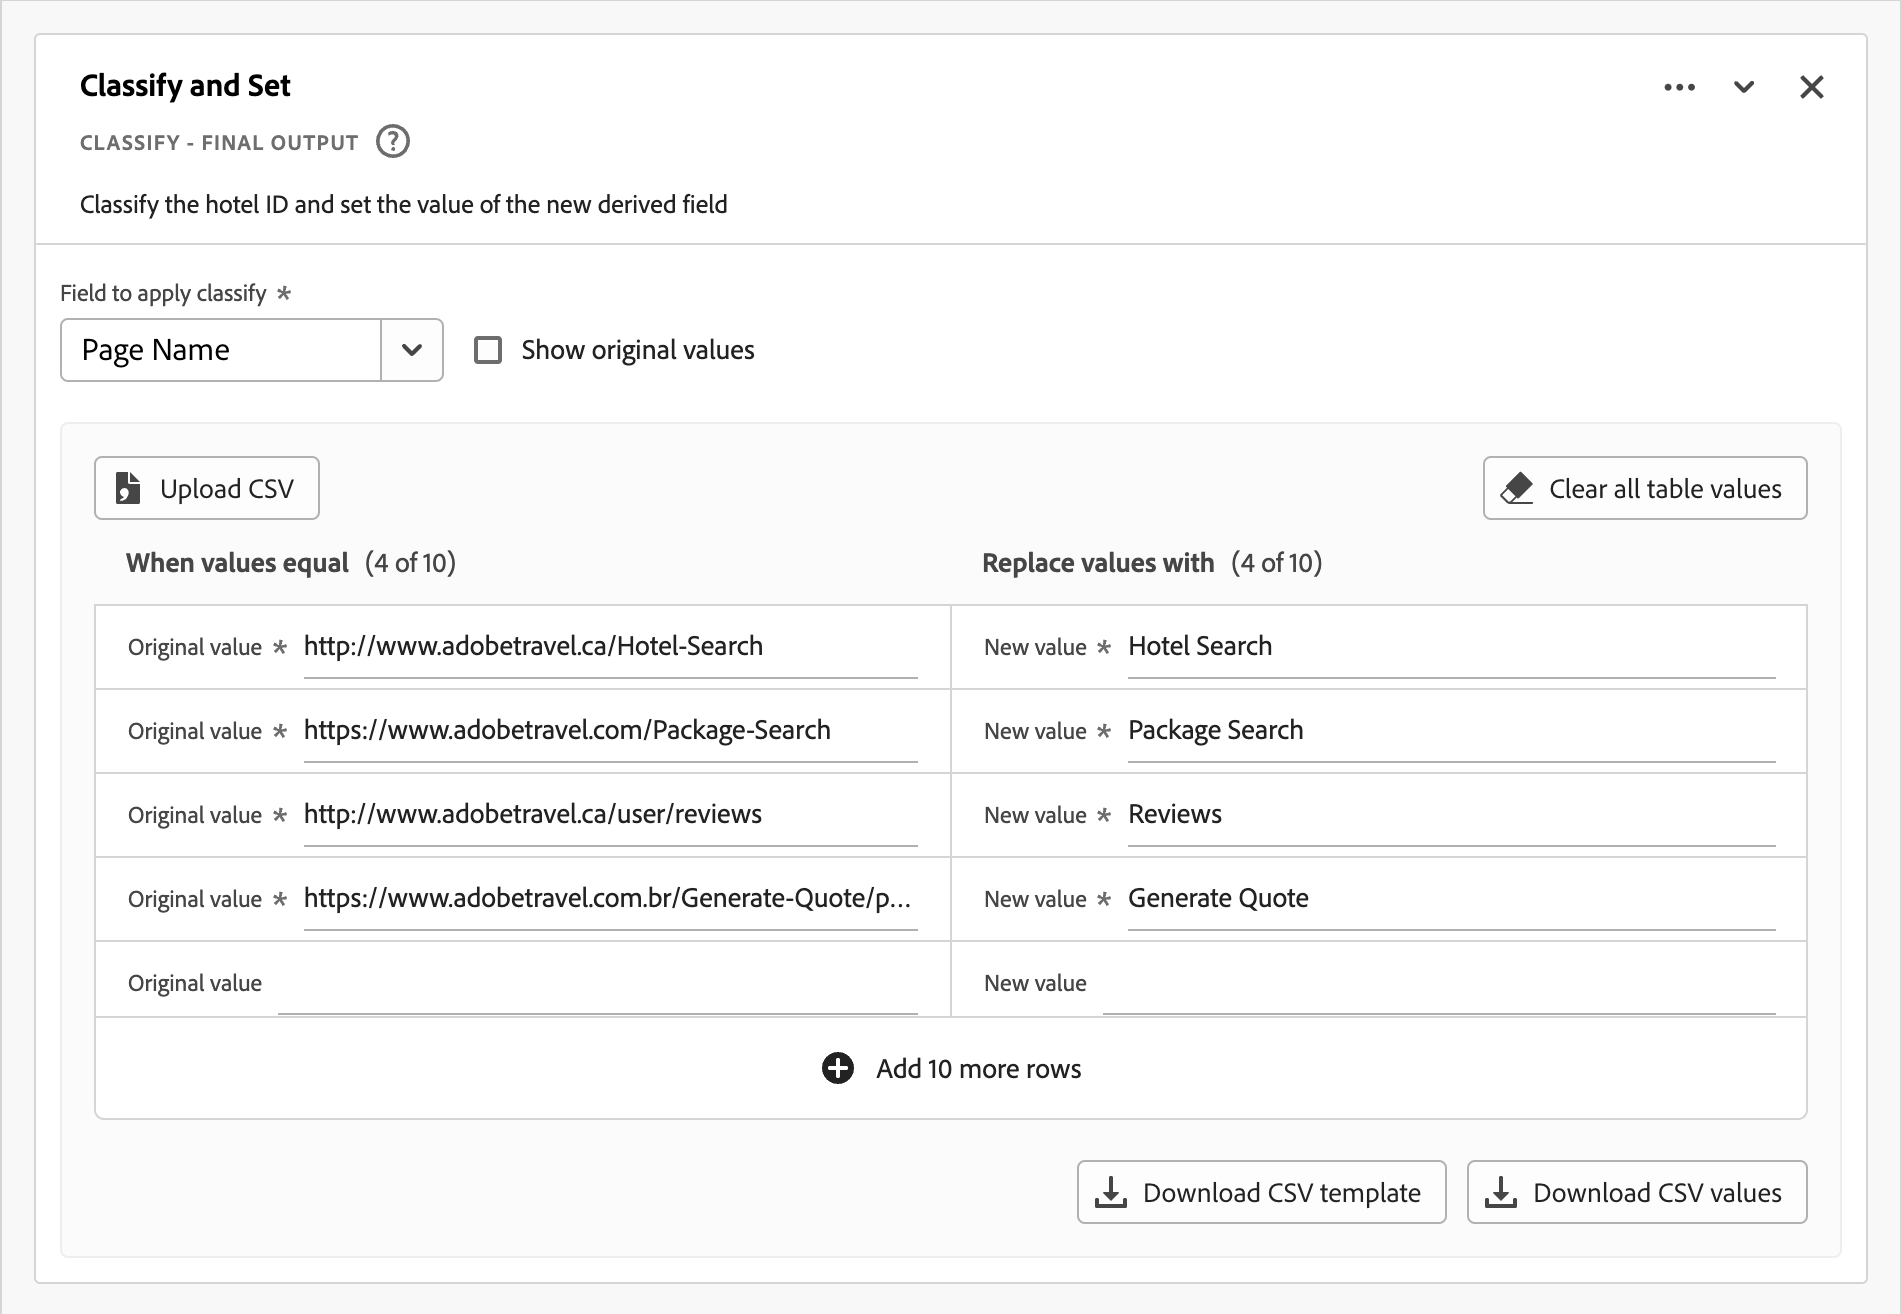 Classify and Set
CLASSIFY - FINAL OUTPUT ?
Classify the hotel ID and set the value of the new derived field
Field to apply classify *
Page Name
Show original values
Upload CSV
Clear all table values
When values equal (4 of 10)
Replace values with (4 of 10)
Original value * http://www.adobetravel.ca/Hotel-Search
New value * Hotel Search
Original value * https://www.adobetravel.com/Package-Search
New value * Package Search
Original value * http://www.adobetravel.ca/user/reviews
New value * Reviews
Original value * https://www.adobetravel.com.br/Generate-Quote/p...
New value * Generate Quote
Original value
New value
Add 10 more rows
Download CSV template
Download CSV values